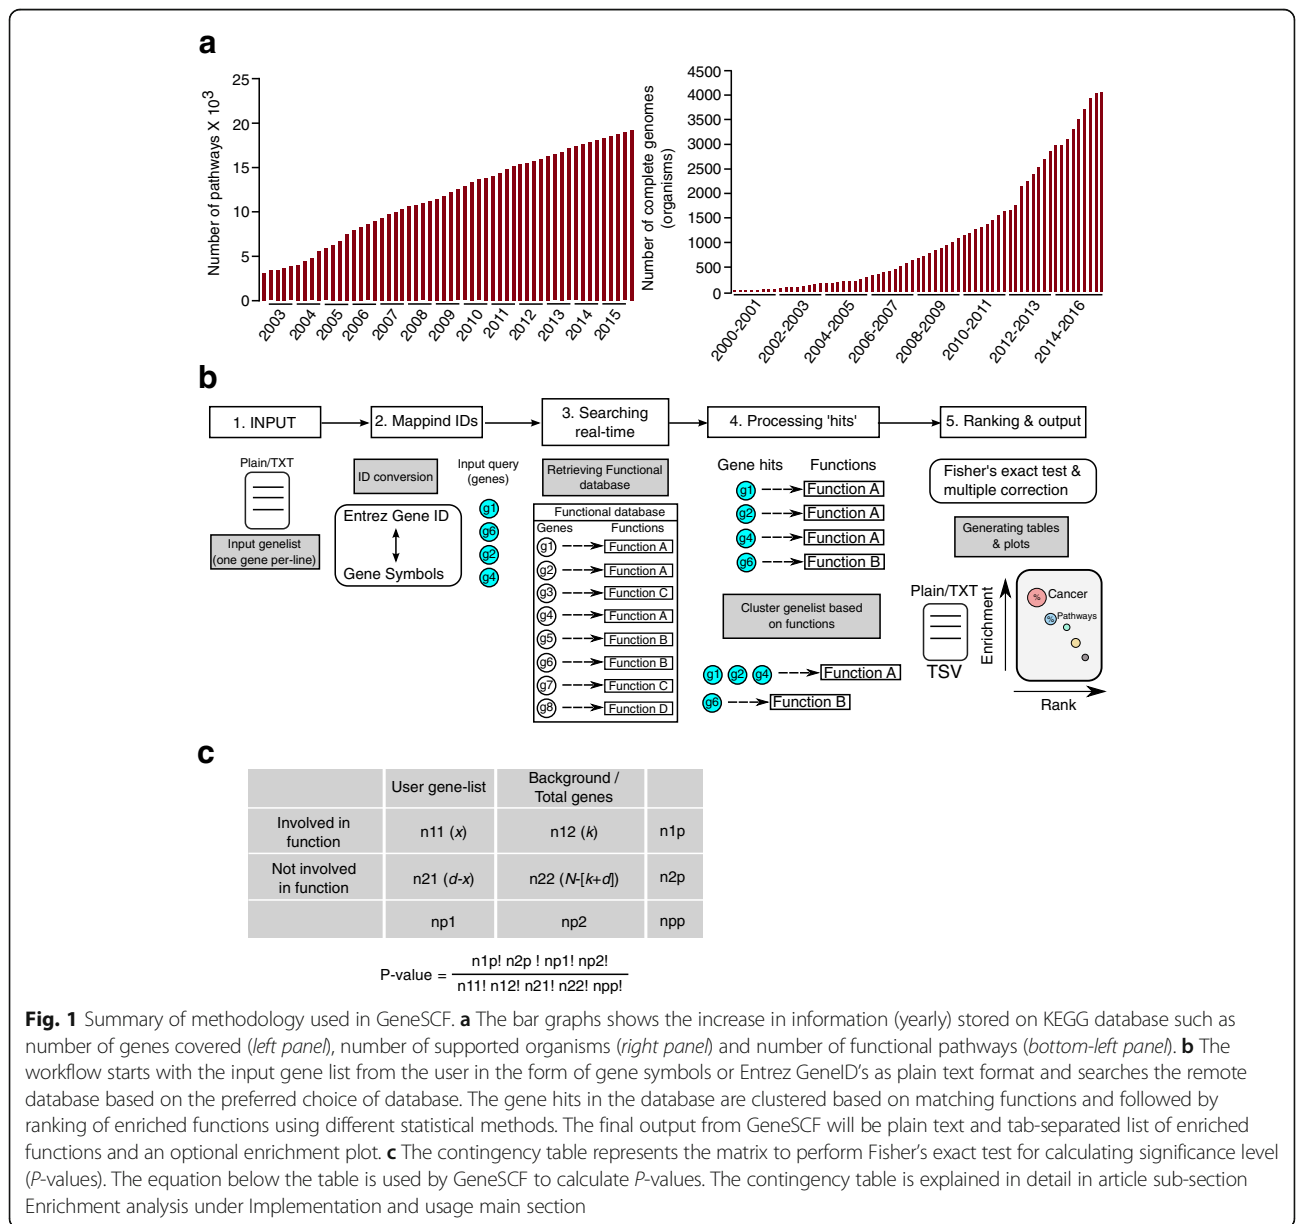 a
Number of pathways X 10³
25
20
15
10
5
0
2003
2004
2005
2006
2007
2008
2009
2010
2011
2012
2013
2014
2015
Number of complete genomes
(organisms)
4500
4000
3500
3000
2500
2000
1500
1000
500
0
2000-2001
2002-2003
2004-2005
2006-2007
2008-2009
2010-2011
2012-2013
2014-2016
b
1. INPUT
2. Mappind IDs
3. Searching
real-time
4. Processing 'hits'
5. Ranking & output
Plain/TXT
Input genelist
(one gene per-line)
ID conversion
Entrez Gene ID
Gene Symbols
Input query
(genes)
g1
g6
g2
g4
Retrieving Functional
database
Functional database
Genes Functions
g1 Function A
g2 Function A
g3 Function C
g4 Function A
g5 Function B
g6 Function B
g7 Function C
g8 Function D
Gene hits Functions
g1 Function A
g2 Function A
g4 Function A
g6 Function B
Cluster genelist based
on functions
g1 g2 g4 Function A
g6 Function B
Fisher's exact test &
multiple correction
Generating tables
& plots
Plain/TXT
TSV
Enrichment
% Cancer
% Pathways
Rank
c
User gene-list
Background /
Total genes
Involved in
function
n11 (x)
n12 (k)
n1p
Not involved
in function
n21 (d-x)
n22 (N-[k+d])
n2p
np1
np2
npp
P-value =
n1p! n2p ! np1! np2!
n11! n12! n21! n22! npp!
Fig. 1 Summary of methodology used in GeneSCF. a The bar graphs shows the increase in information (yearly) stored on KEGG database such as
number of genes covered (left panel), number of supported organisms (right panel) and number of functional pathways (bottom-left panel). b The
workflow starts with the input gene list from the user in the form of gene symbols or Entrez GeneID's as plain text format and searches the remote
database based on the preferred choice of database. The gene hits in the database are clustered based on matching functions and followed by
ranking of enriched functions using different statistical methods. The final output from GeneSCF will be plain text and tab-separated list of enriched
functions and an optional enrichment plot. c The contingency table represents the matrix to perform Fisher's exact test for calculating significance level
(P-values). The equation below the table is used by GeneSCF to calculate P-values. The contingency table is explained in detail in article sub-section
Enrichment analysis under Implementation and usage main section